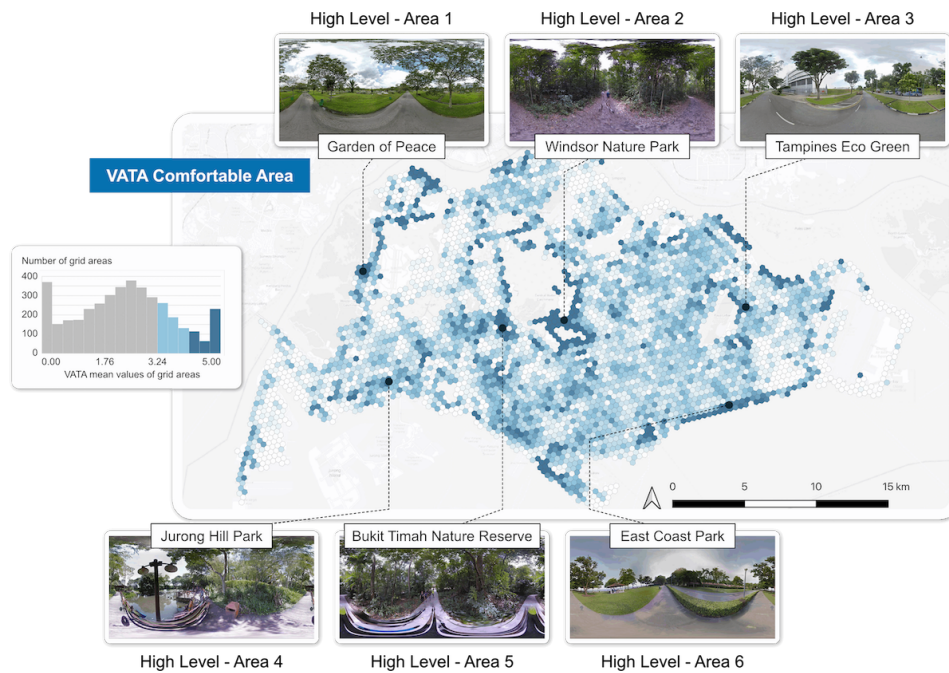 High Level - Area 1
High Level - Area 2
High Level - Area 3
Garden of Peace
Windsor Nature Park
Tampines Eco Green
VATA Comfortable Area
Number of grid areas
400
300
200
100
0
0.00
1.76
3.24
5.00
VATA mean values of grid areas
0
5
10
15 km
Jurong Hill Park
Bukit Timah Nature Reserve
East Coast Park
High Level - Area 4
High Level - Area 5
High Level - Area 6